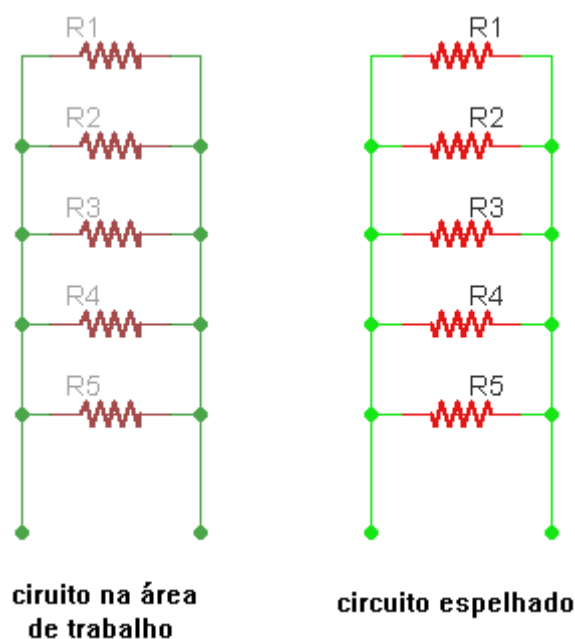 R1
R2
R3
R4
R5
ciruito na área
de trabalho
R1
R2
R3
R4
R5
circuito espelhado